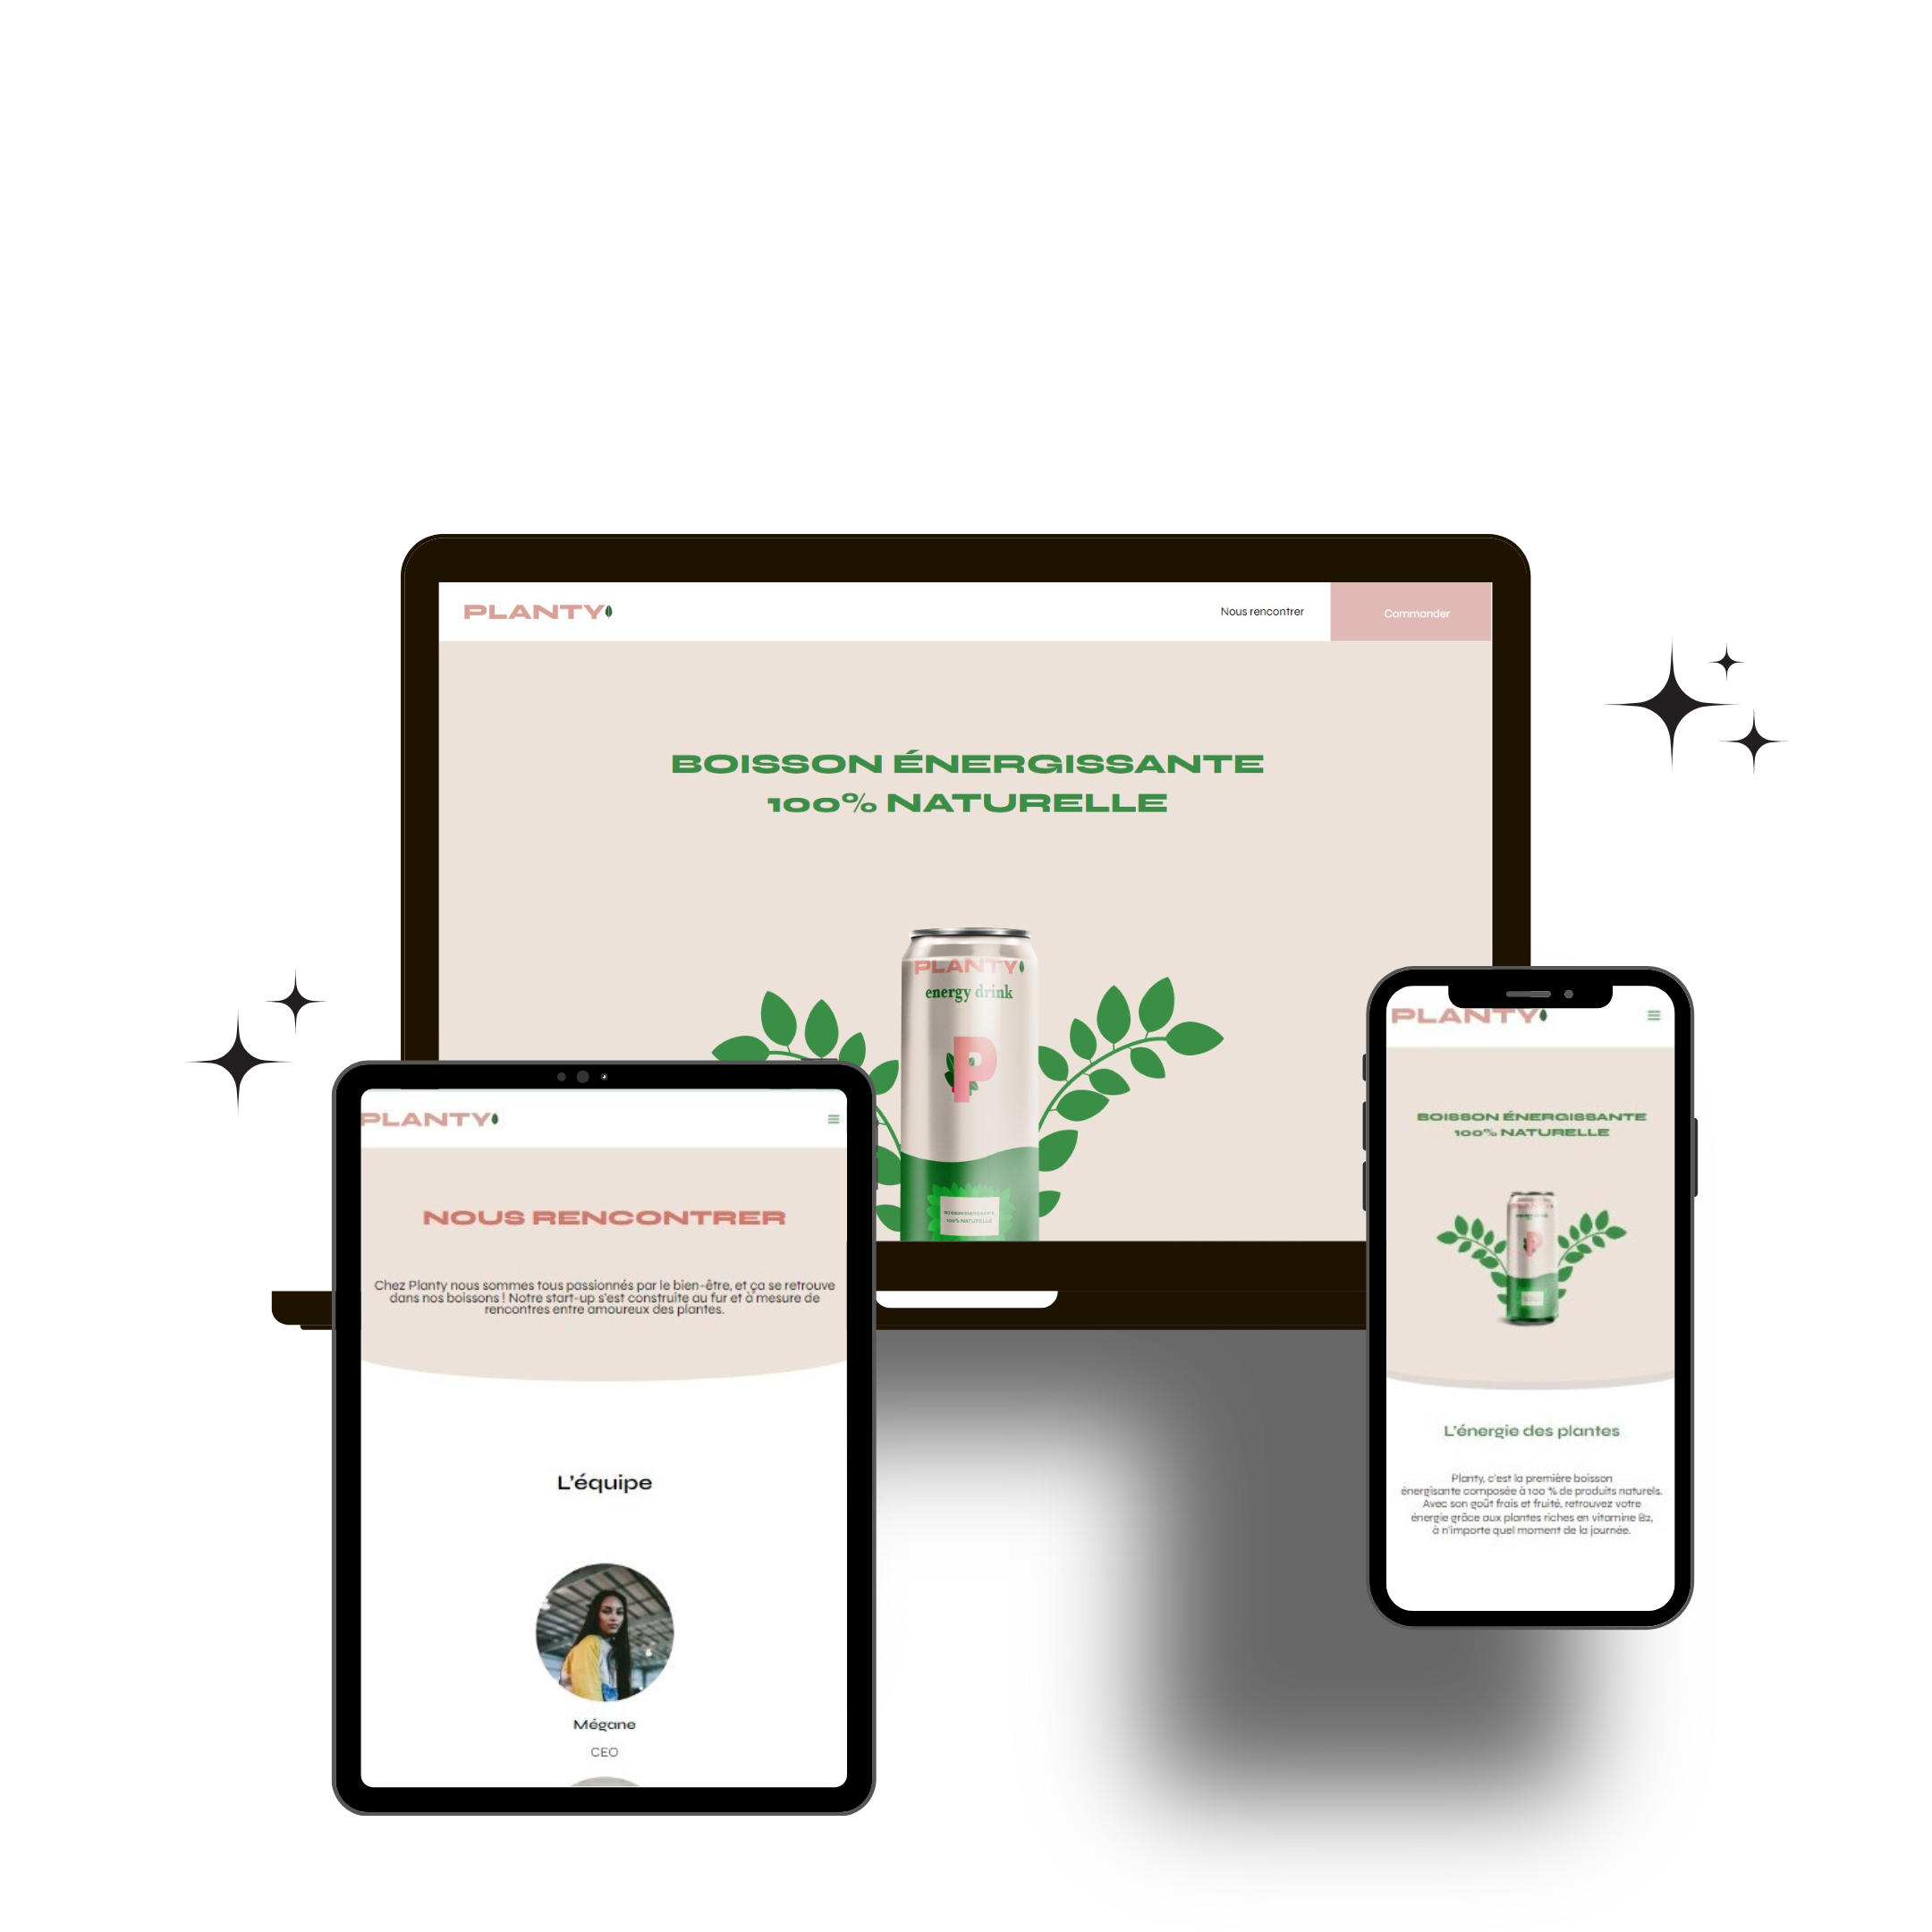 PLANTY
Nous rencontrer
Commander
BOISSON ÉNERGISSANTE
100% NATURELLE
PLANTY
energy drink
P
BOISSON ÉNERGISANTE
100% NATURELLE
PLANTY
NOUS RENCONTRER
Chez Planty nous sommes tous passionnés par le bien-être, et ça se retrouve
dans nos boissons ! Notre start-up s'est construite au fur et à mesure de
rencontres entre amoureux des plantes.
L'équipe
Mégane
CEO
PLANTY
BOISSON ÉNERGISSANTE
100% NATURELLE
P
L'énergie des plantes
Planty, c'est la première boisson
énergisante composée à 100 % de produits naturels.
Avec son goût frais et fruité, retrouvez votre
énergie grâce aux plantes riches en vitamine B2,
à n'importe quel moment de la journée.